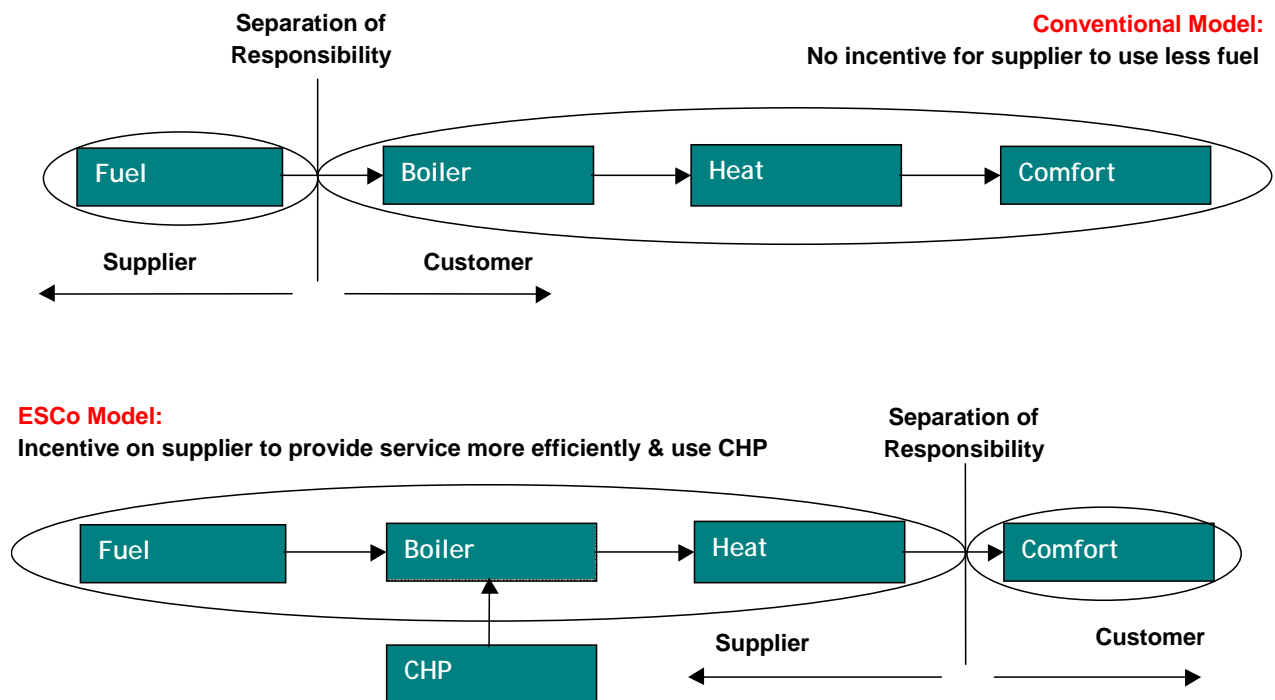 Separation of
Responsibility
Conventional Model:
No incentive for supplier to use less fuel
Fuel
Boiler
Heat
Comfort
Supplier
Customer
ESCo Model:
Incentive on supplier to provide service more efficiently & use CHP
Separation of
Responsibility
Fuel
Boiler
Heat
Comfort
CHP
Supplier
Customer